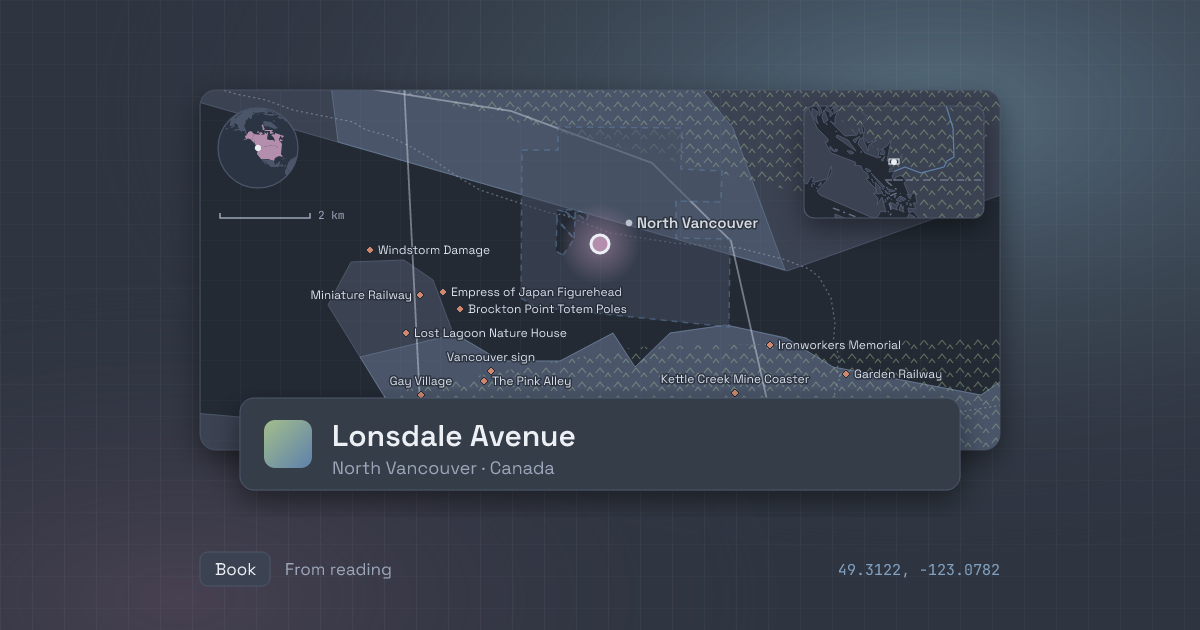 2 km
North Vancouver
Windstorm Damage
Miniature Railway
Empress of Japan Figurehead
Brockton Point Totem Poles
Lost Lagoon Nature House
Ironworkers Memorial
Vancouver sign
Gay Village
The Pink Alley
Kettle Creek Mine Coaster
Garden Railway
Lonsdale Avenue
North Vancouver · Canada
Book
From reading
49.3122, -123.0782